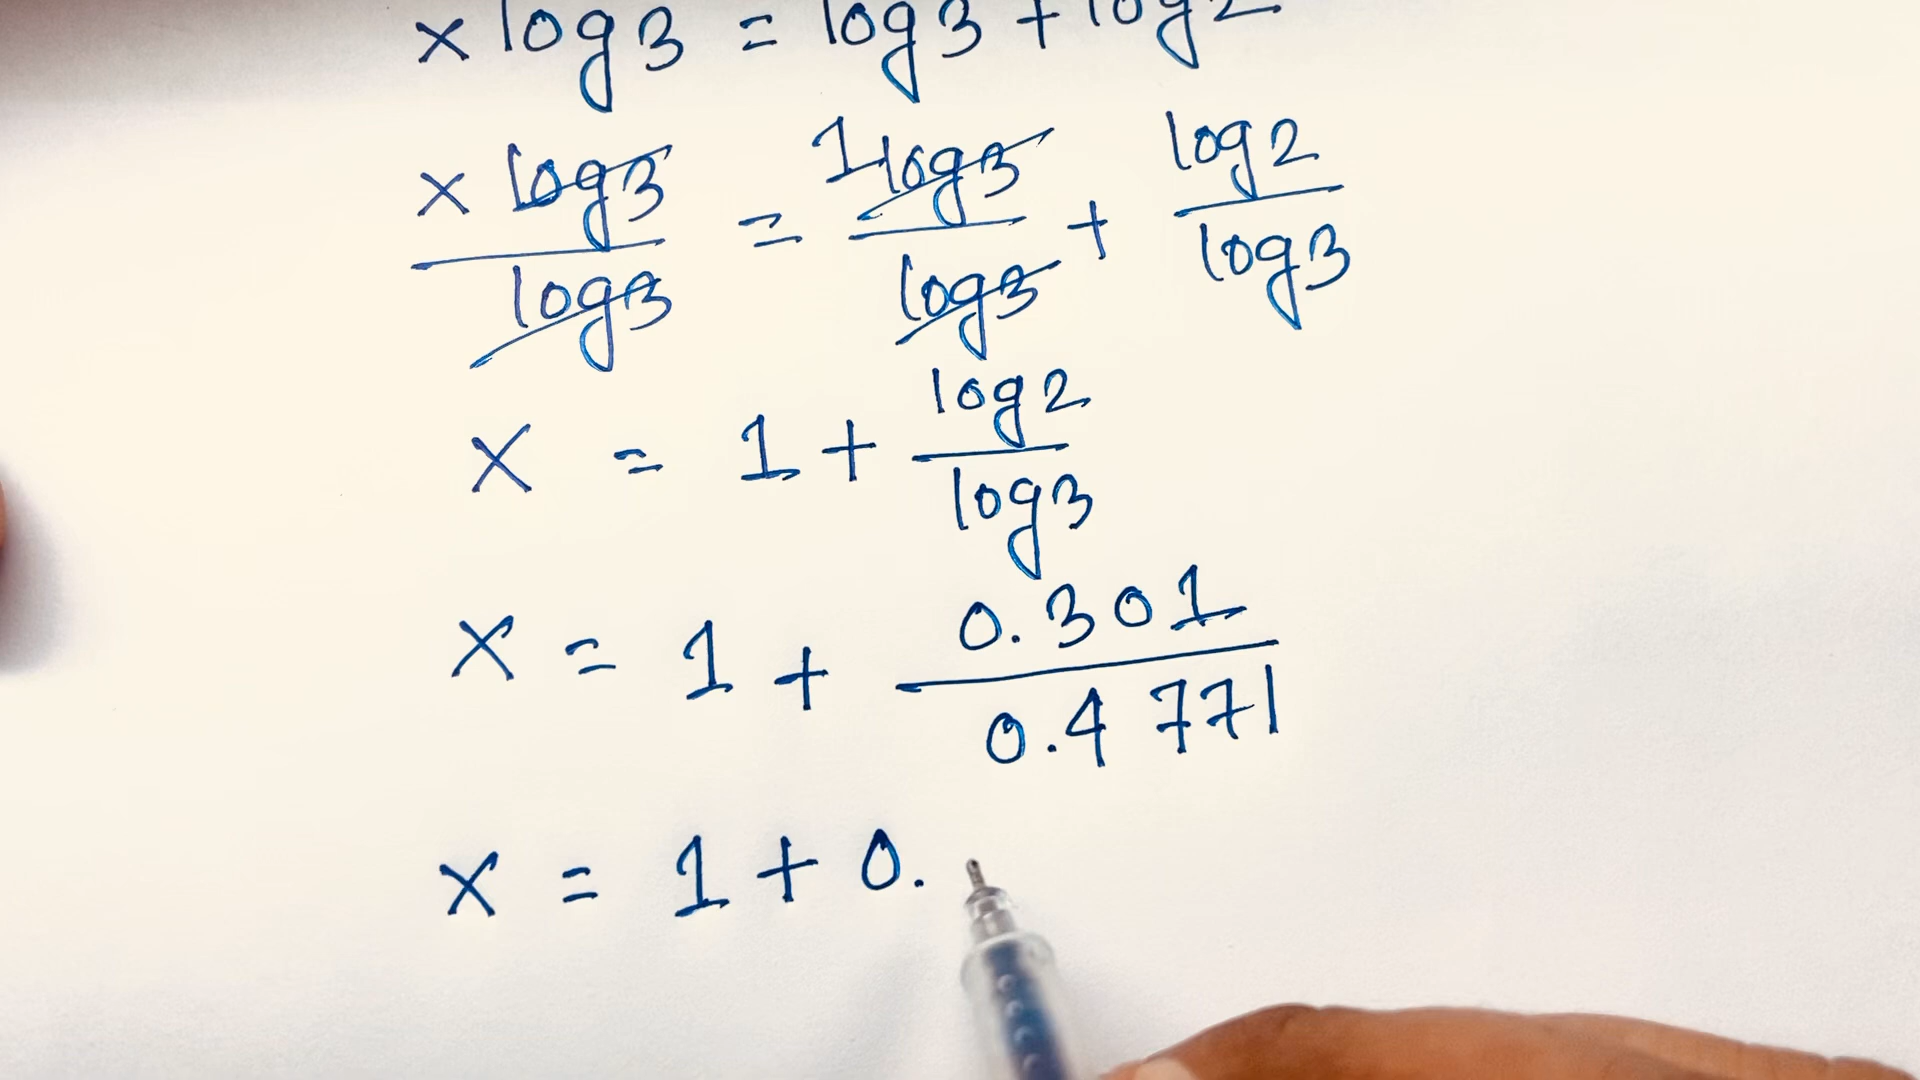 x log3 = log3 + log2
x log3 / log3 = 1 log3 / log3 + log2 / log3
x = 1 + log2 / log3
x = 1 + 0.301 / 0.4771
x = 1 + 0.